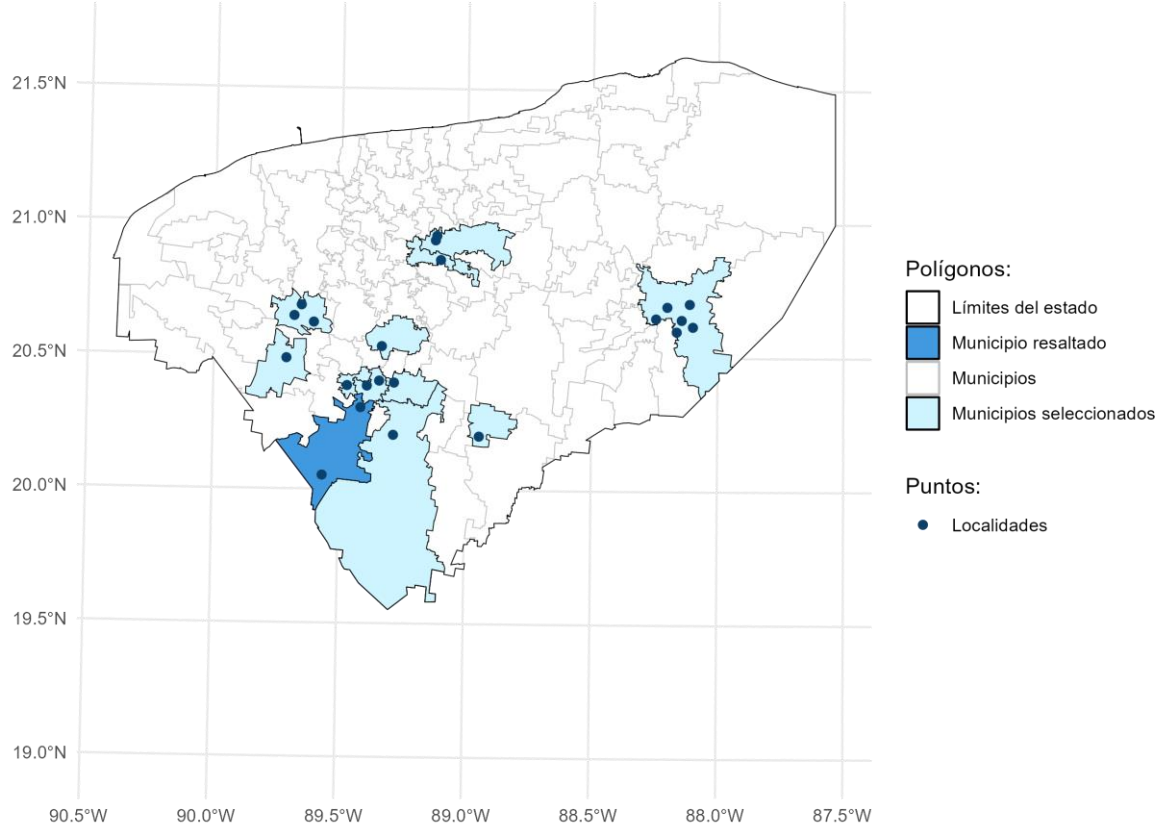 21.5°N
21.0°N
20.5°N
20.0°N
19.5°N
19.0°N
90.5°W 90.0°W 89.5°W 89.0°W 88.5°W 88.0°W 87.5°W
Polígonos:
Límites del estado
Municipio resaltado
Municipios
Municipios seleccionados
Puntos:
Localidades